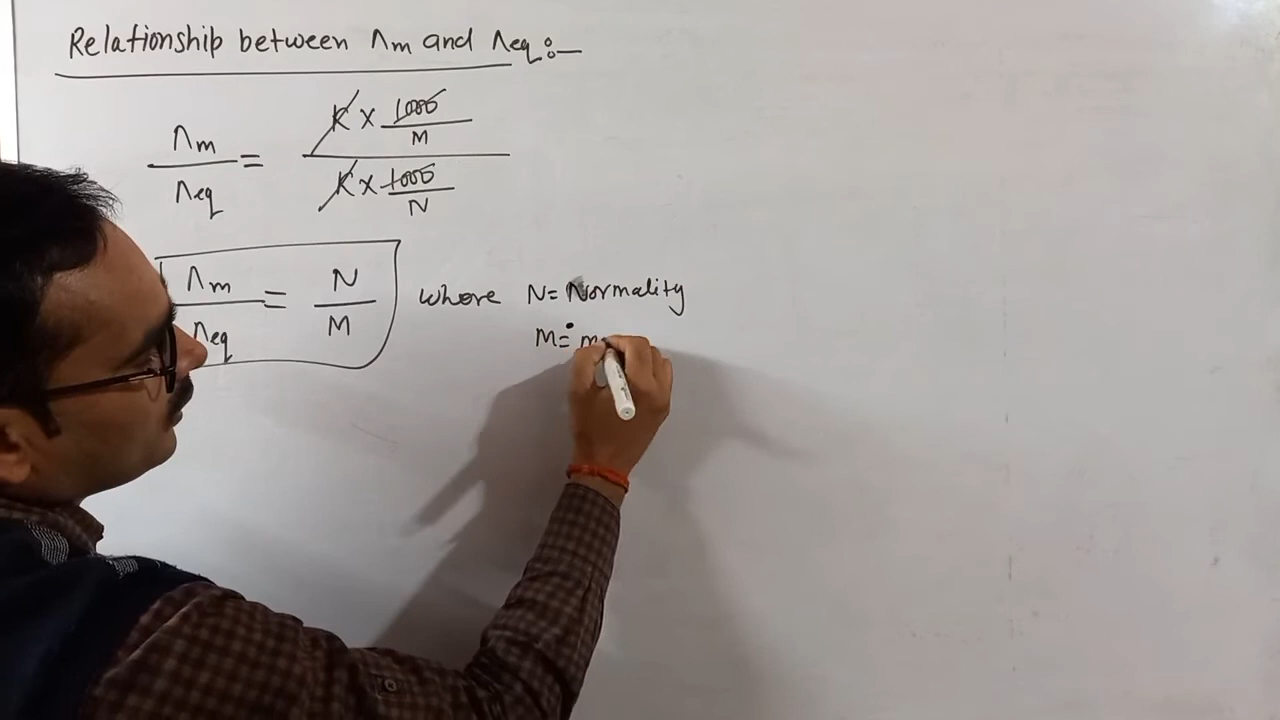 Relationship between Λm and Λeq :—
Λm / Λeq = K × 1000/M / K × 1000/N
Λm / Λeq = N / M where N = Normality
M = m